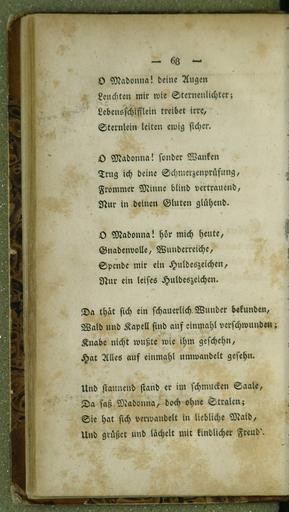 — 68 —
O Madonna! deine Augen
Leuchten mir wie Sternenlichter;
Lebensschifflein treibet irre,
Sternlein leiten ewig sicher.
O Madonna! sonder Wanken
Trug ich deine Schmerzenprüfung,
Frommer Minne blind vertrauend,
Nur in deinen Gluten glühend.
O Madonna! hör mich heute,
Gnadenvolle, Wunderreiche,
Spende mir ein Huldeszeichen,
Nur ein leises Huldeszeichen.
Da thät sich ein schauerlich Wunder bekunden,
Wald und Kapell sind auf einmahl verschwunden;
Knabe nicht wußte wie ihm geschehn,
Hat Alles auf einmahl umwandelt gesehn.
Und staunend stand er im schmucken Saale,
Da saß Madonna, doch ohne Stralen;
Sie hat sich verwandelt in liebliche Maid,
Und grüßet und lächelt mit kindlicher Freud'.